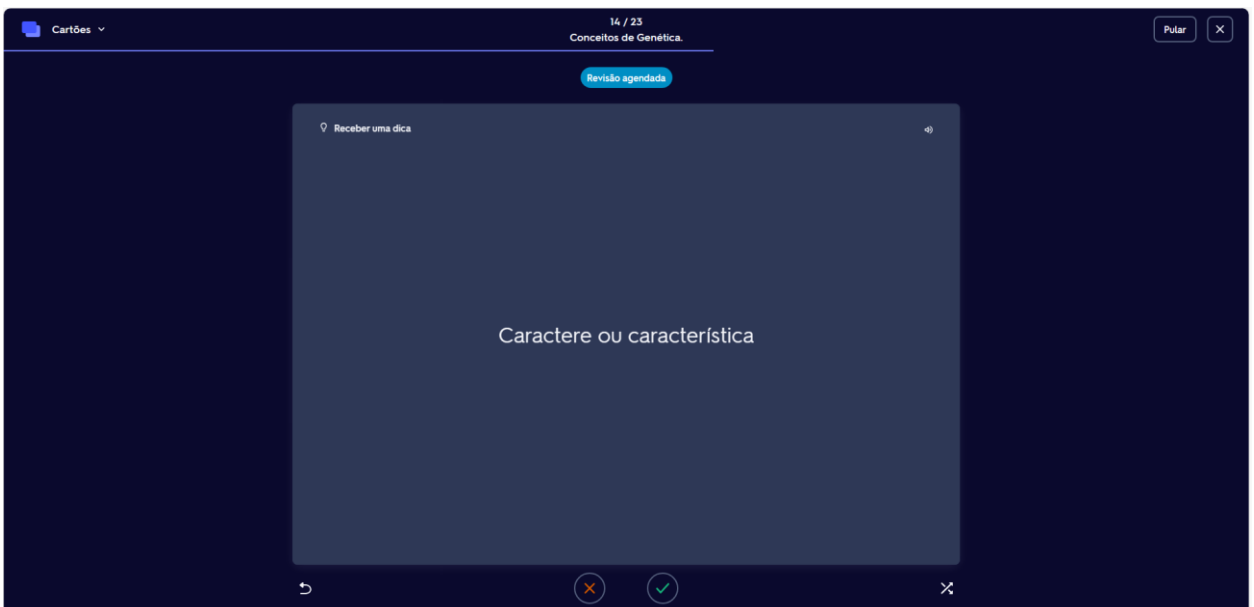 Cartões
14 / 23
Conceitos de Genética.
Pular
Revisão agendada
Receber uma dica
Caractere ou característica